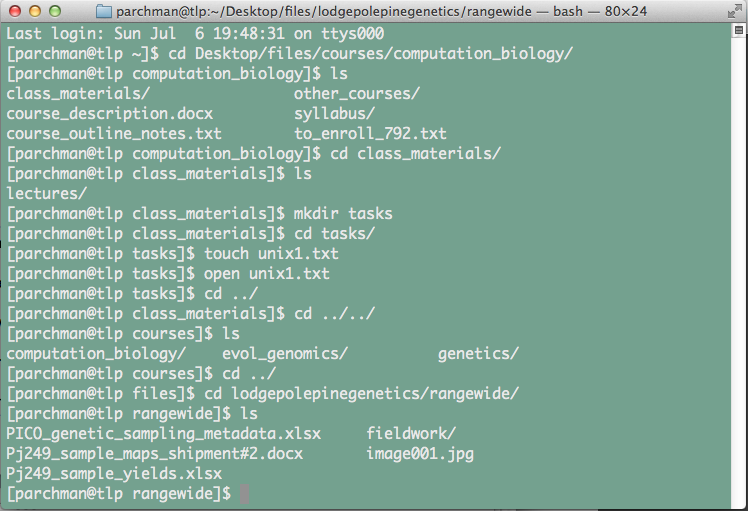 parchman@tlp:~/Desktop/files/lodgepolepinegenetics/rangewide — bash — 80×24
Last login: Sun Jul  6 19:48:31 on ttys000
[parchman@tlp ~]$ cd Desktop/files/courses/computation_biology/
[parchman@tlp computation_biology]$ ls
class_materials/                other_courses/
course_description.docx         syllabus/
course_outline_notes.txt        to_enroll_792.txt
[parchman@tlp computation_biology]$ cd class_materials/
[parchman@tlp class_materials]$ ls
lectures/
[parchman@tlp class_materials]$ mkdir tasks
[parchman@tlp class_materials]$ cd tasks/
[parchman@tlp tasks]$ touch unix1.txt
[parchman@tlp tasks]$ open unix1.txt
[parchman@tlp tasks]$ cd ../
[parchman@tlp class_materials]$ cd ../../
[parchman@tlp courses]$ ls
computation_biology/    evol_genomics/          genetics/
[parchman@tlp courses]$ cd ../
[parchman@tlp files]$ cd lodgepolepinegenetics/rangewide/
[parchman@tlp rangewide]$ ls
PICO_genetic_sampling_metadata.xlsx     fieldwork/
Pj249_sample_maps_shipment#2.docx       image001.jpg
Pj249_sample_yields.xlsx
[parchman@tlp rangewide]$